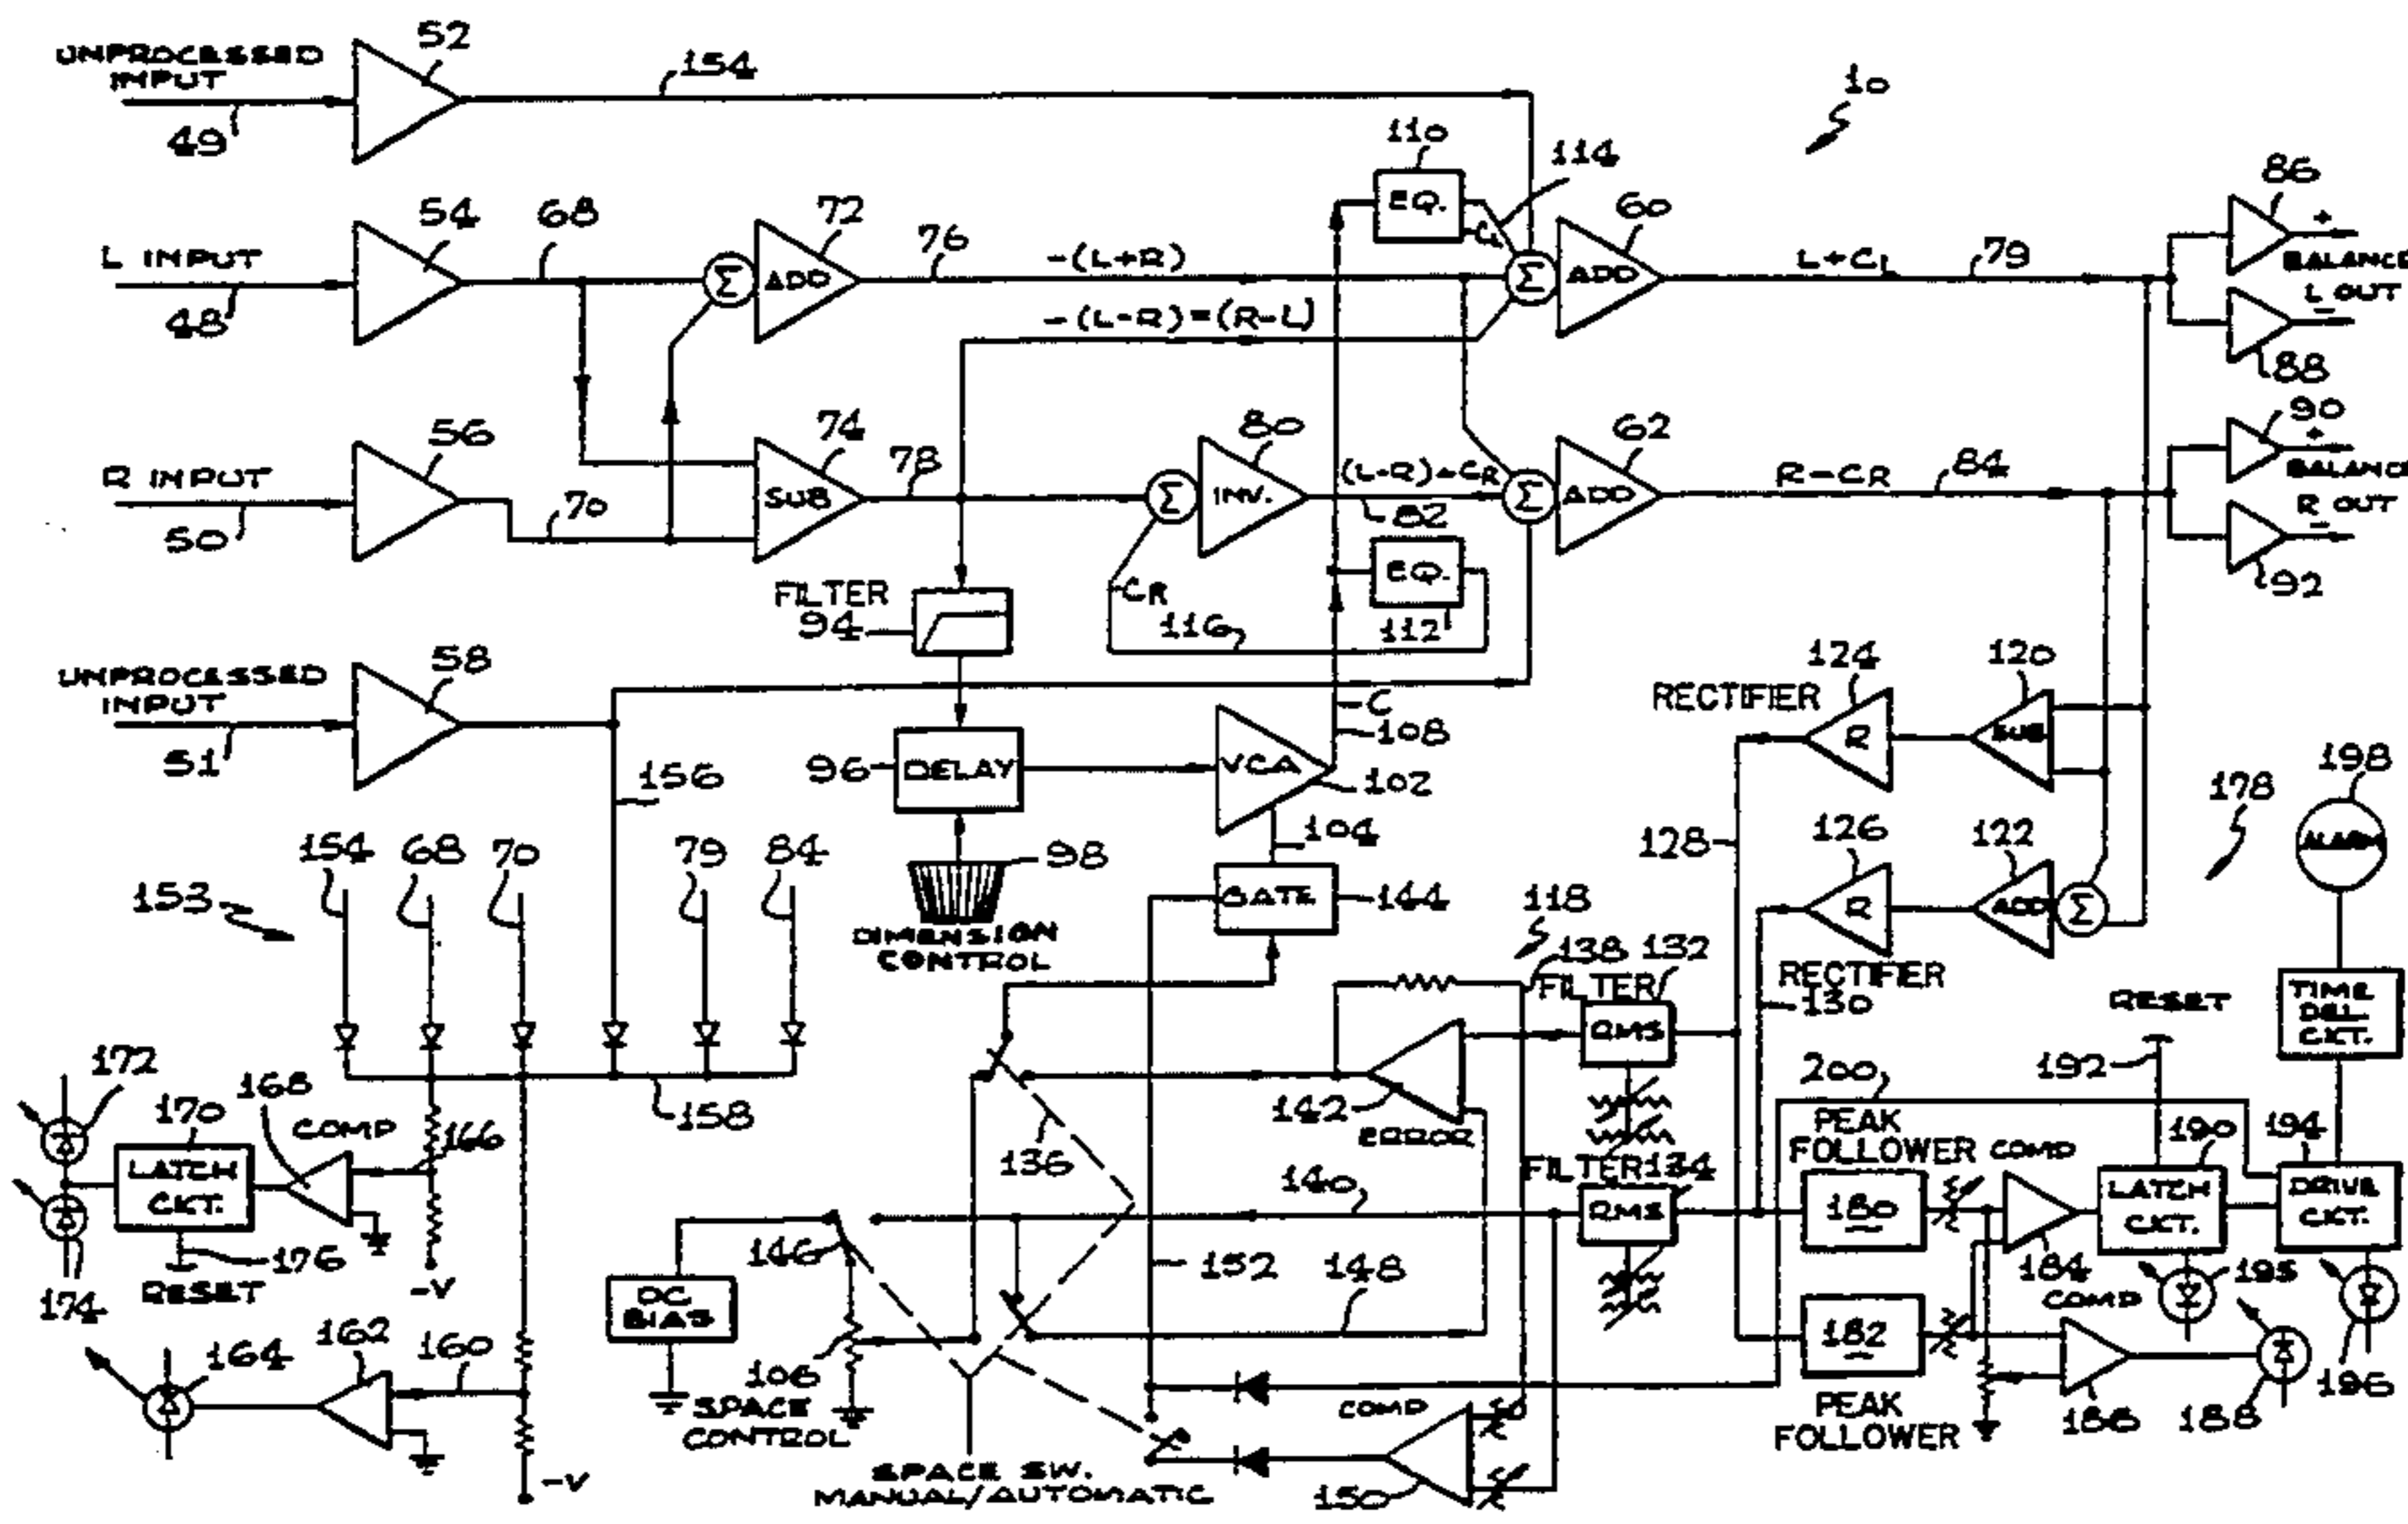 UNPROCESSED
INPUT
49
52
154
10
110
EQ.
CL
114
L INPUT
48
54
68
Σ
72
ADD
76
-(L+R)
-(L-R)=(R-L)
Σ
60
ADD
L+CL
79
86
+
BALANCE
L OUT
-
88
R INPUT
50
56
70
74
SUB
78
Σ
80
INV.
(L-R)-CR
82
Σ
62
ADD
R-CR
84
90
+
BALANCE
R OUT
-
92
FILTER
94
CR
116
EQ.
112
UNPROCESSED
INPUT
51
58
156
96
DELAY
VCA
102
C
108
104
98
DIMENSION
CONTROL
GATE
144
RECTIFIER
124
R
120
SUB
128
126
R
122
ADD
Σ
RECTIFIER
130
178
198
ALARM
TIME
DEL
CKT.
153
154
68
70
79
84
158
118
138
FILTER
132
RMS
142
ERROR
136
FILTER 134
RMS
140
146
148
152
DC
BIAS
106
SPACE
CONTROL
SPACE SW.
MANUAL/AUTOMATIC
COMP
150
172
174
170
LATCH
CKT.
176
RESET
168
COMP
166
-V
164
162
160
-V
RESET
192
200
PEAK
FOLLOWER
180
COMP
184
190
LATCH
CKT.
195
194
DRIVE
CKT.
196
182
PEAK
FOLLOWER
COMP
186
188